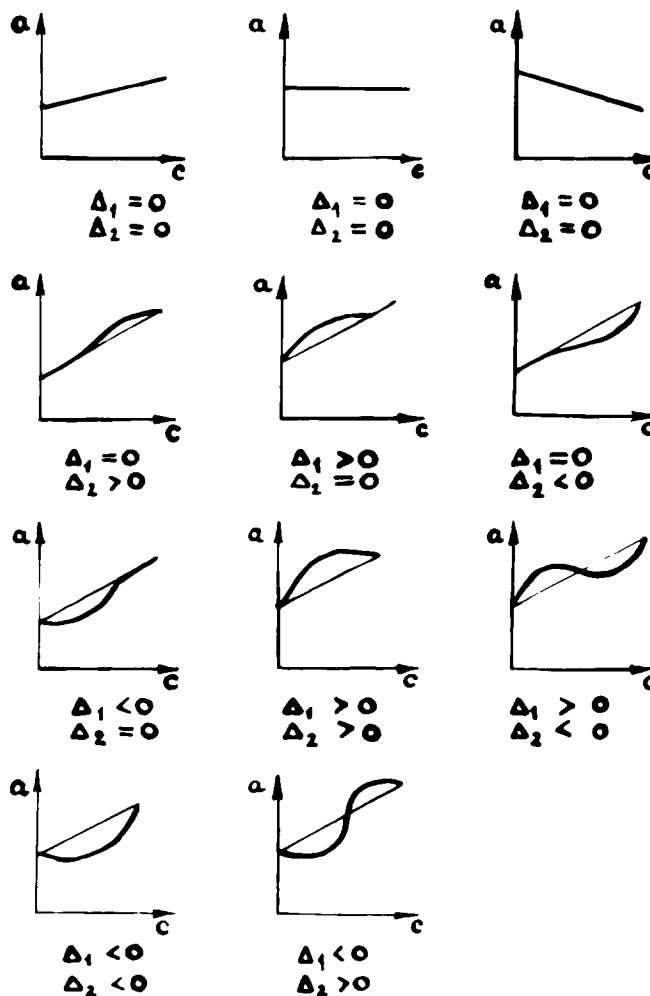 a
c
Δ₁ = 0
Δ₂ = 0
a
c
Δ₁ = 0
Δ₂ = 0
c
Δ₁ = 0
Δ₂ = 0
a
c
Δ₁ = 0
Δ₂ > 0
a
c
Δ₁ > 0
Δ₂ = 0
a
c
Δ₁ = 0
Δ₂ < 0
a
c
Δ₁ < 0
Δ₂ = 0
a
c
Δ₁ > 0
Δ₂ > 0
a
c
Δ₁ > 0
Δ₂ < 0
a
c
Δ₁ < 0
Δ₂ < 0
a
c
Δ₁ < 0
Δ₂ > 0